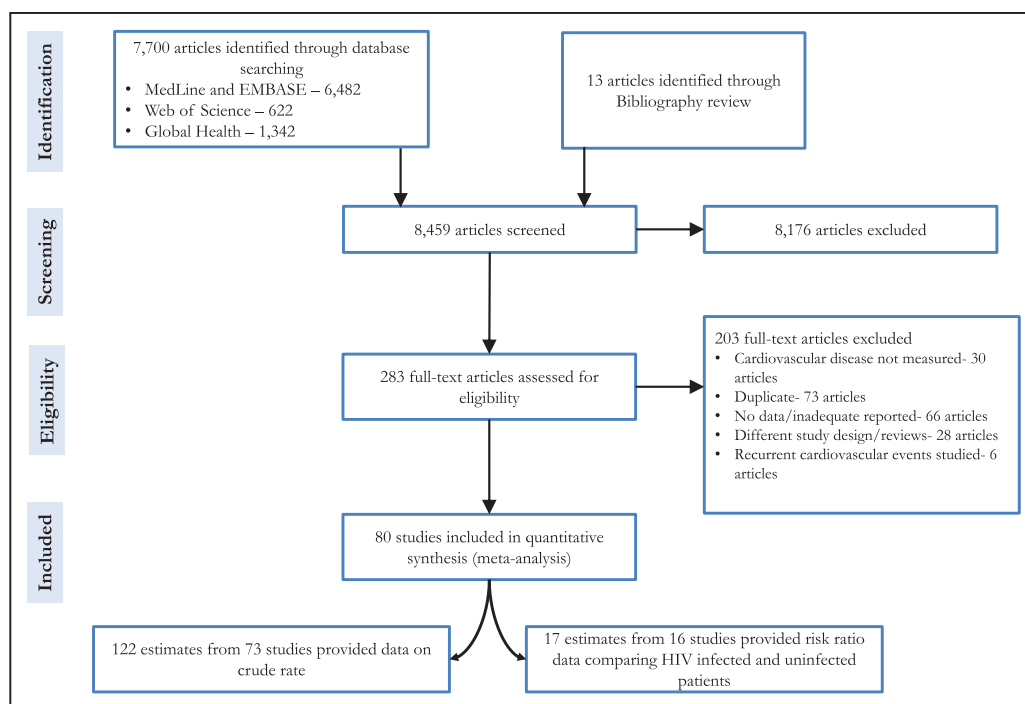 Identification
7,700 articles identified through database
searching
• MedLine and EMBASE – 6,482
• Web of Science – 622
• Global Health – 1,342
13 articles identified through
Bibliography review
Screening
8,459 articles screened
8,176 articles excluded
Eligibility
283 full-text articles assessed for
eligibility
203 full-text articles excluded
• Cardiovascular disease not measured- 30
articles
• Duplicate- 73 articles
• No data/inadequate reported- 66 articles
• Different study design/reviews- 28 articles
• Recurrent cardiovascular events studied- 6
articles
Included
80 studies included in quantitative
synthesis (meta-analysis)
122 estimates from 73 studies provided data on
crude rate
17 estimates from 16 studies provided risk ratio
data comparing HIV infected and uninfected
patients